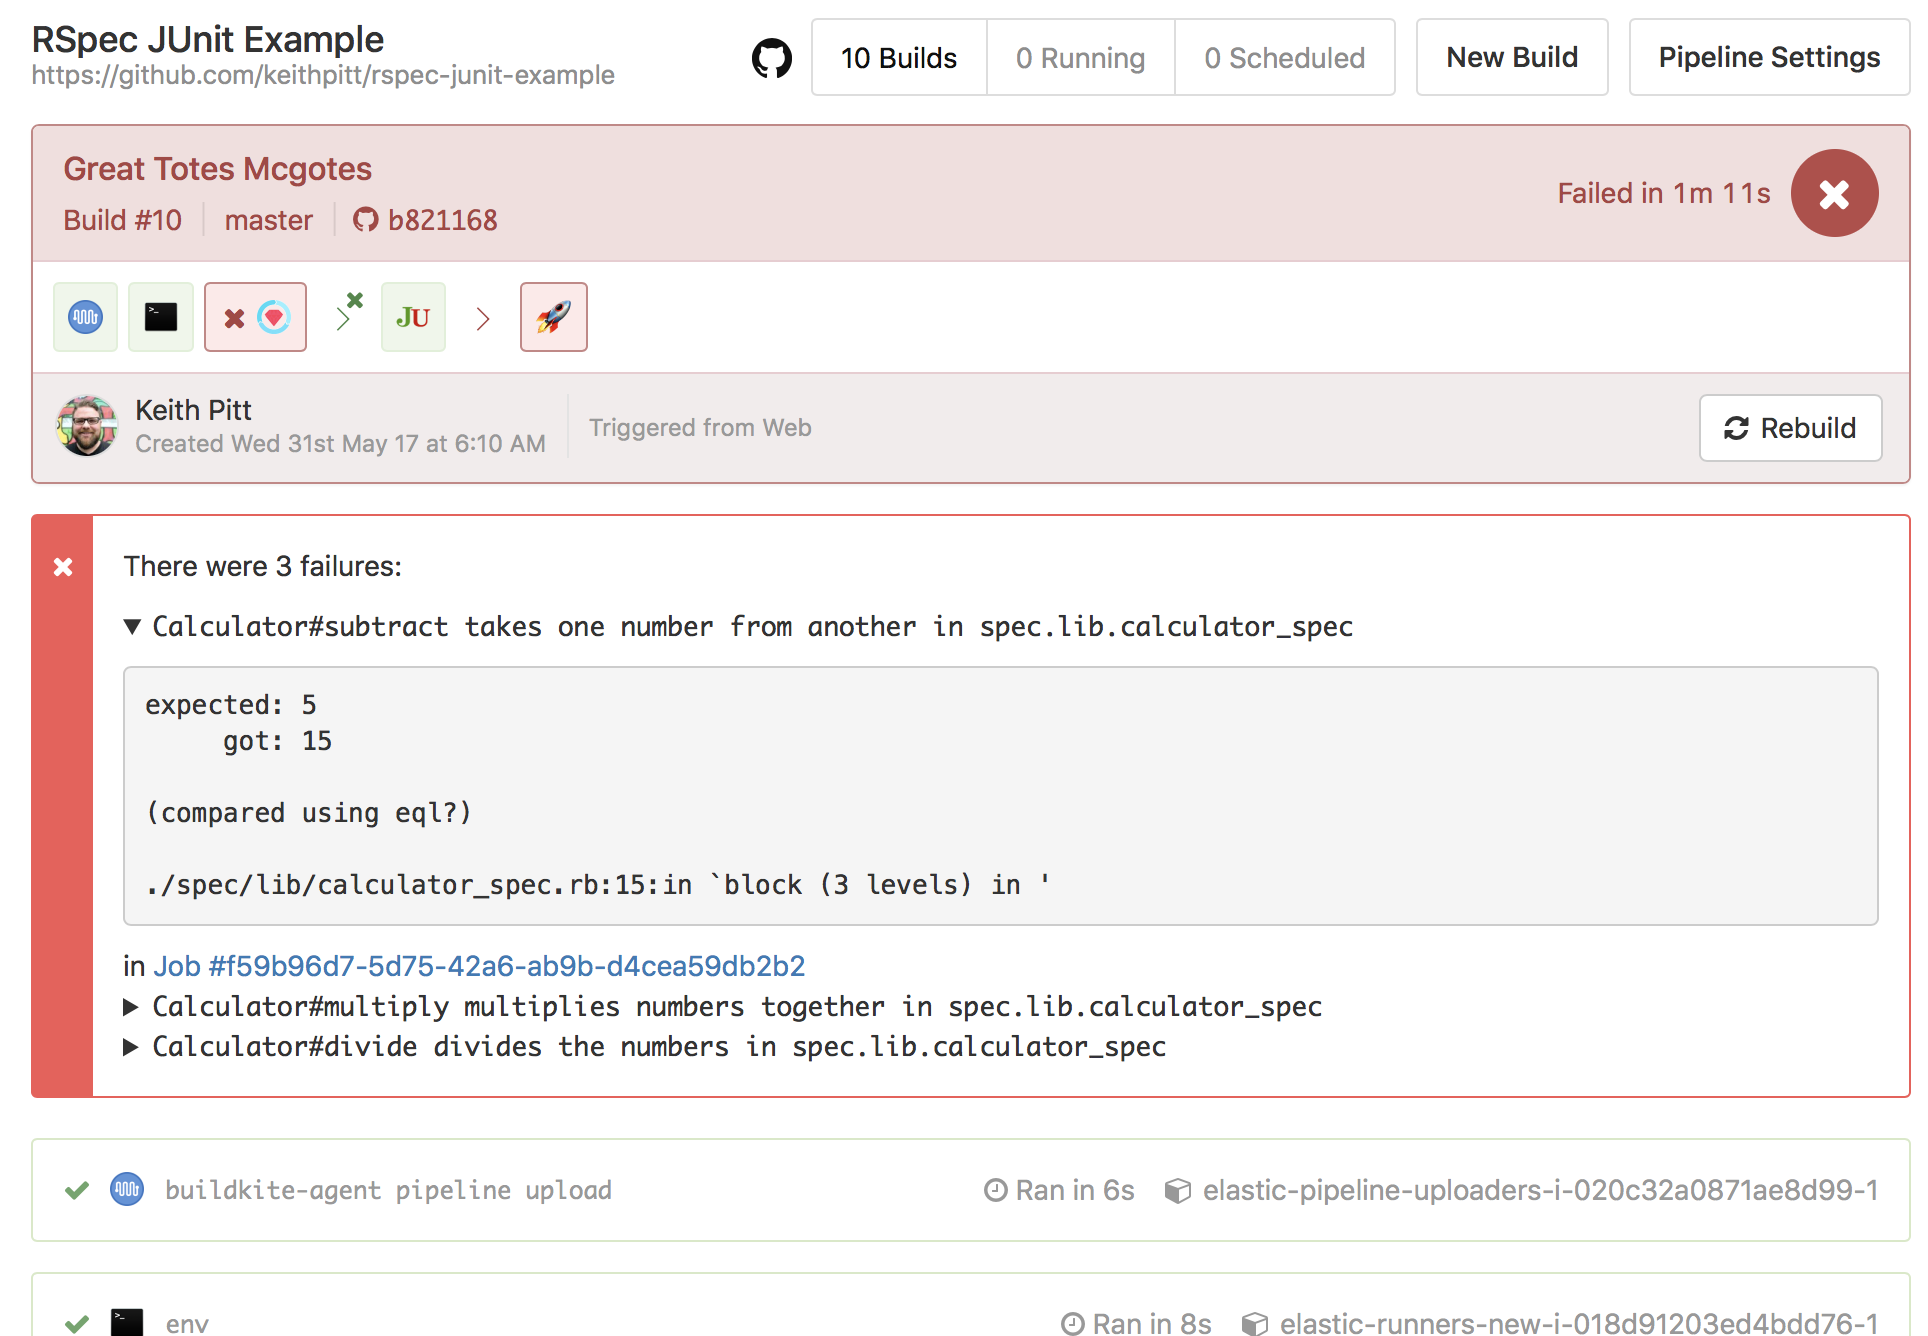 RSpec JUnit Example
https://github.com/keithpitt/rspec-junit-example
10 Builds
0 Running
0 Scheduled
New Build
Pipeline Settings
Great Totes Mcgotes
Build #10 master b821168
Failed in 1m 11s
>_
JU
Keith Pitt
Created Wed 31st May 17 at 6:10 AM
Triggered from Web
Rebuild
There were 3 failures:
Calculator#subtract takes one number from another in spec.lib.calculator_spec
expected: 5
got: 15
(compared using eql?)
./spec/lib/calculator_spec.rb:15:in `block (3 levels) in '
in Job #f59b96d7-5d75-42a6-ab9b-d4cea59db2b2
Calculator#multiply multiplies numbers together in spec.lib.calculator_spec
Calculator#divide divides the numbers in spec.lib.calculator_spec
buildkite-agent pipeline upload
Ran in 6s
elastic-pipeline-uploaders-i-020c32a0871ae8d99-1
>_
env
Ran in 8s
elastic-runners-new-i-018d91203ed4bdd76-1